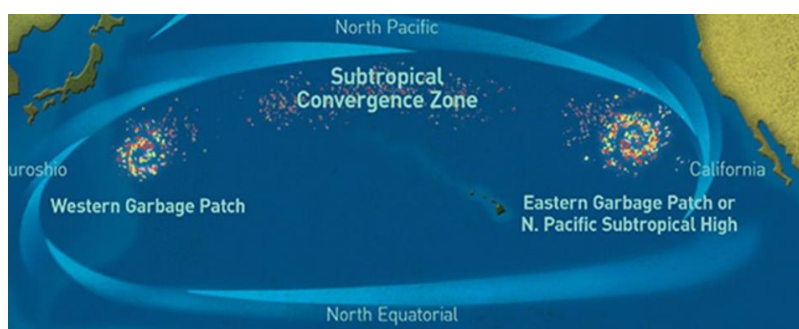 North Pacific
Subtropical
Convergence Zone
uroshio
California
Western Garbage Patch
Eastern Garbage Patch or
N. Pacific Subtropical High
North Equatorial